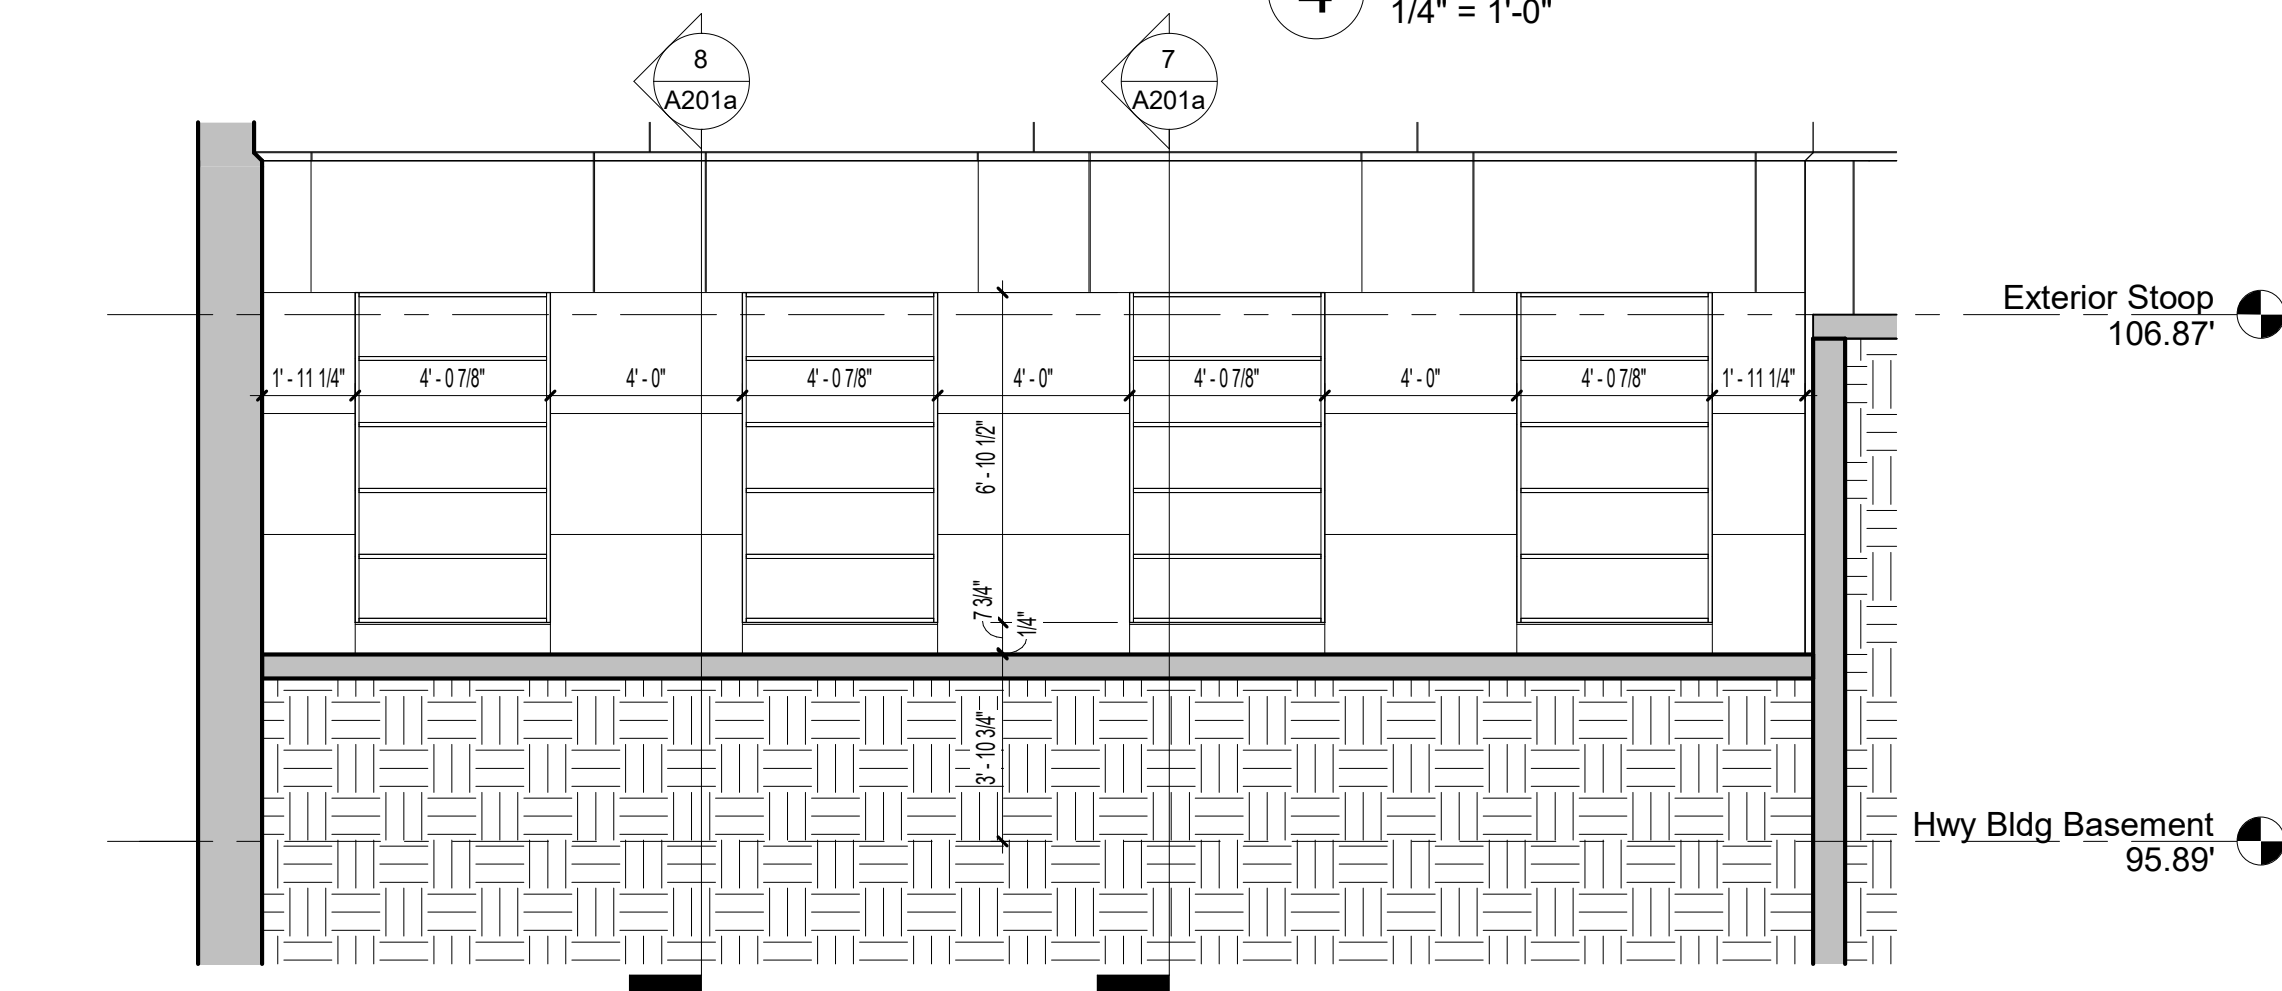 4
1/4" = 1'-0"
8
A201a
7
A201a
Exterior Stoop
106.87'
1' - 11 1/4"
4' - 0 7/8"
4' - 0"
4' - 0 7/8"
4' - 0"
4' - 0 7/8"
4' - 0"
4' - 0 7/8"
1' - 11 1/4"
6' - 10 1/2"
7 3/4"
1/4"
3' - 10 3/4"
Hwy Bldg Basement
95.89'